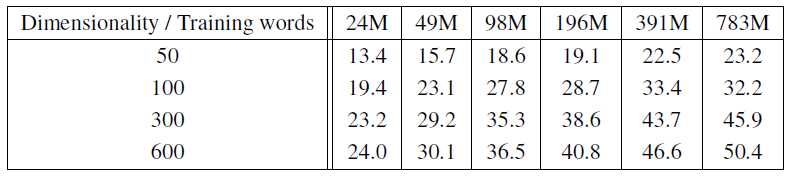 Dimensionality / Training words 24M 49M 98M 196M 391M 783M
50 13.4 15.7 18.6 19.1 22.5 23.2
100 19.4 23.1 27.8 28.7 33.4 32.2
300 23.2 29.2 35.3 38.6 43.7 45.9
600 24.0 30.1 36.5 40.8 46.6 50.4